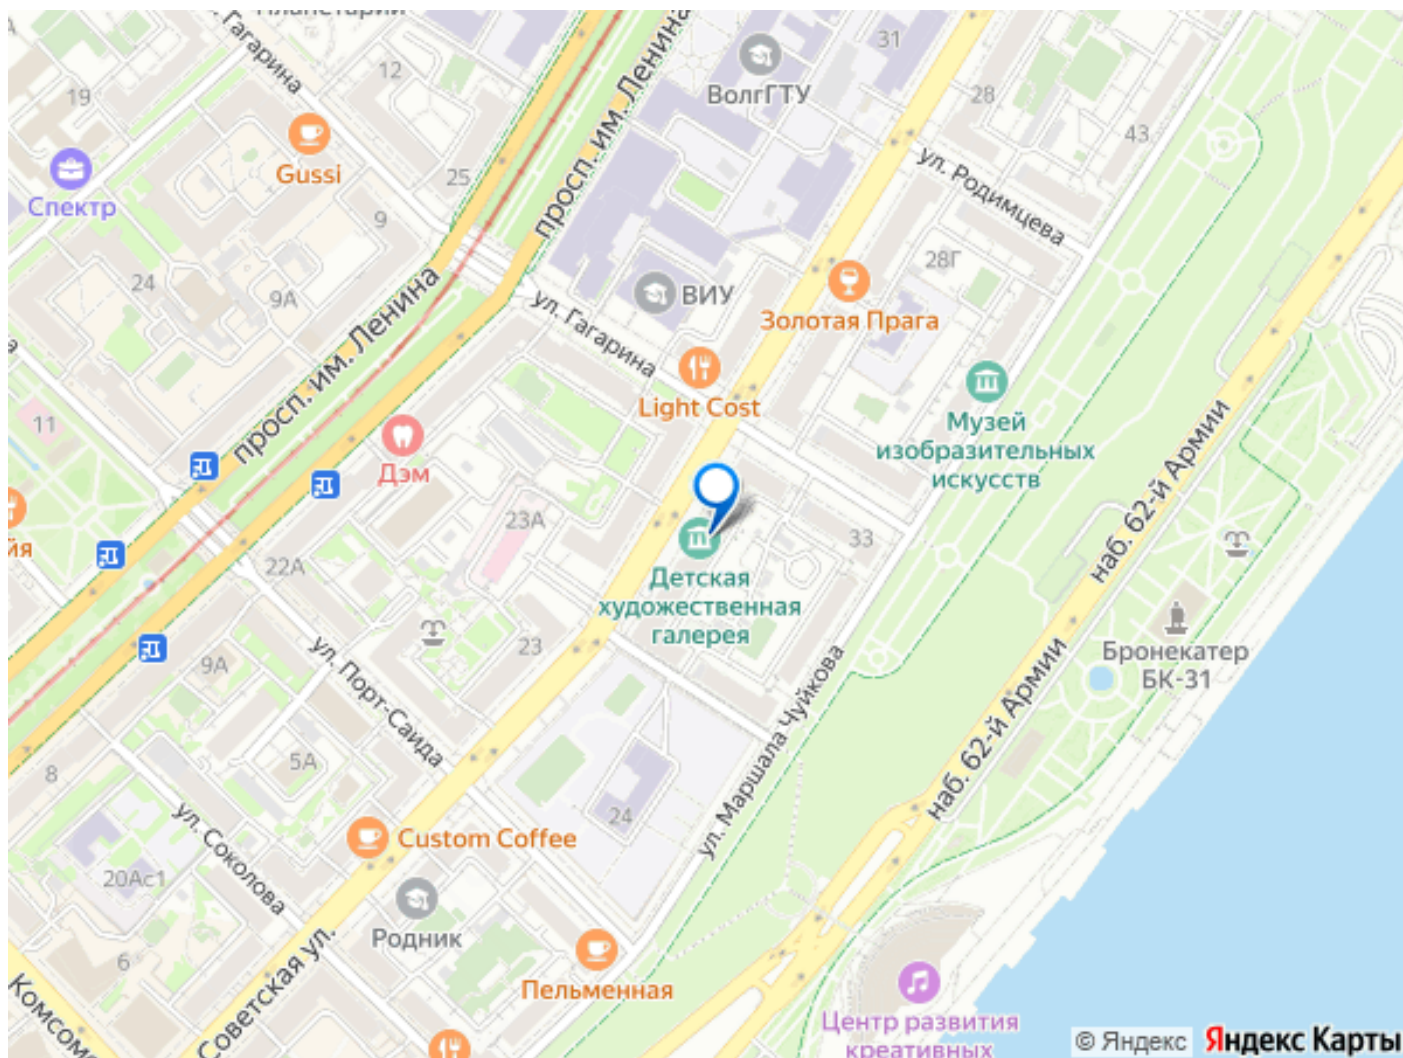 Планетарий
ул. Гагарина
просп. им. Ленина
31
12
ВолгГТУ
19
28
43
Gussi
25
ул. Родимцева
Спектр
9
28Г
24
9А
ВИУ
Золотая Прага
просп. им. Ленина
ул. Гагарина
Light Cost
11
Музей
изобразительных
искусств
Дэм
наб. 62-й Армии
23А
33
22А
Детская
художественная
галерея
23
9А
ул. Порт-Саида
Бронекатер
БК-31
ул. Маршала Чуйкова
наб. 62-й Армии
5А
8
24
ул. Соколова
Custom Coffee
20Ас1
Родник
6
Советская ул.
Пельменная
Центр развития
креативных
© Яндекс
Яндекс Карты